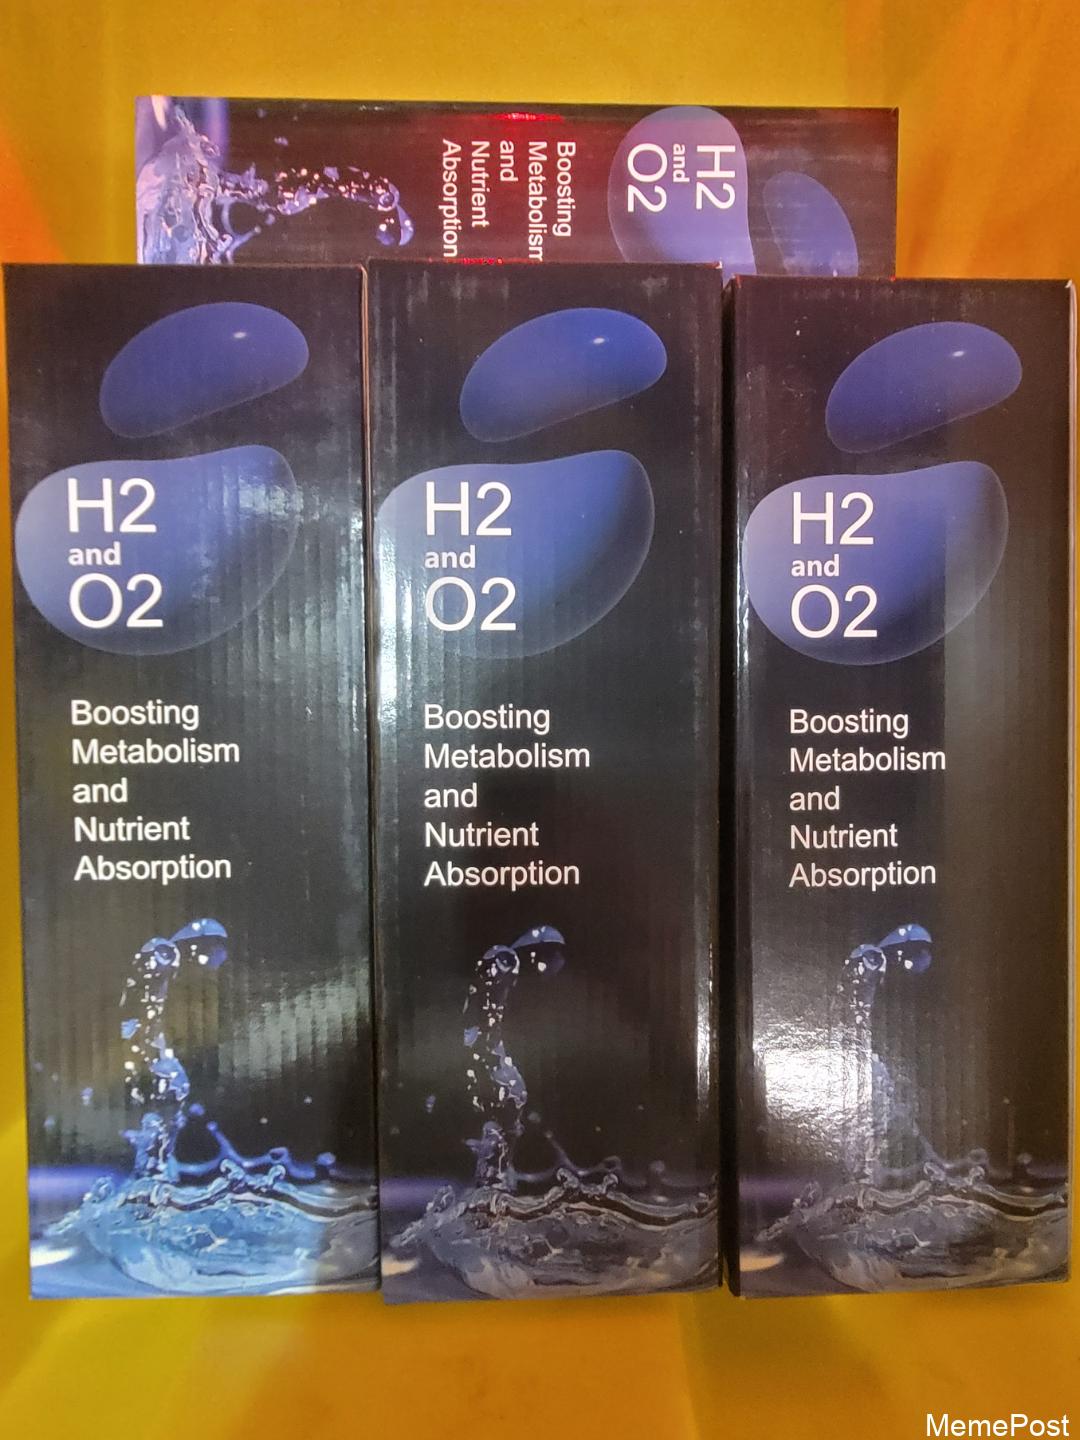 H2
and
O2
Boosting
Metabolism
and
Nutrient
Absorption
H2
and
O2
Boosting
Metabolism
and
Nutrient
Absorption
H2
and
O2
Boosting
Metabolism
and
Nutrient
Absorption
H2
and
O2
Boosting
Metabolism
and
Nutrient
Absorption
MemePost